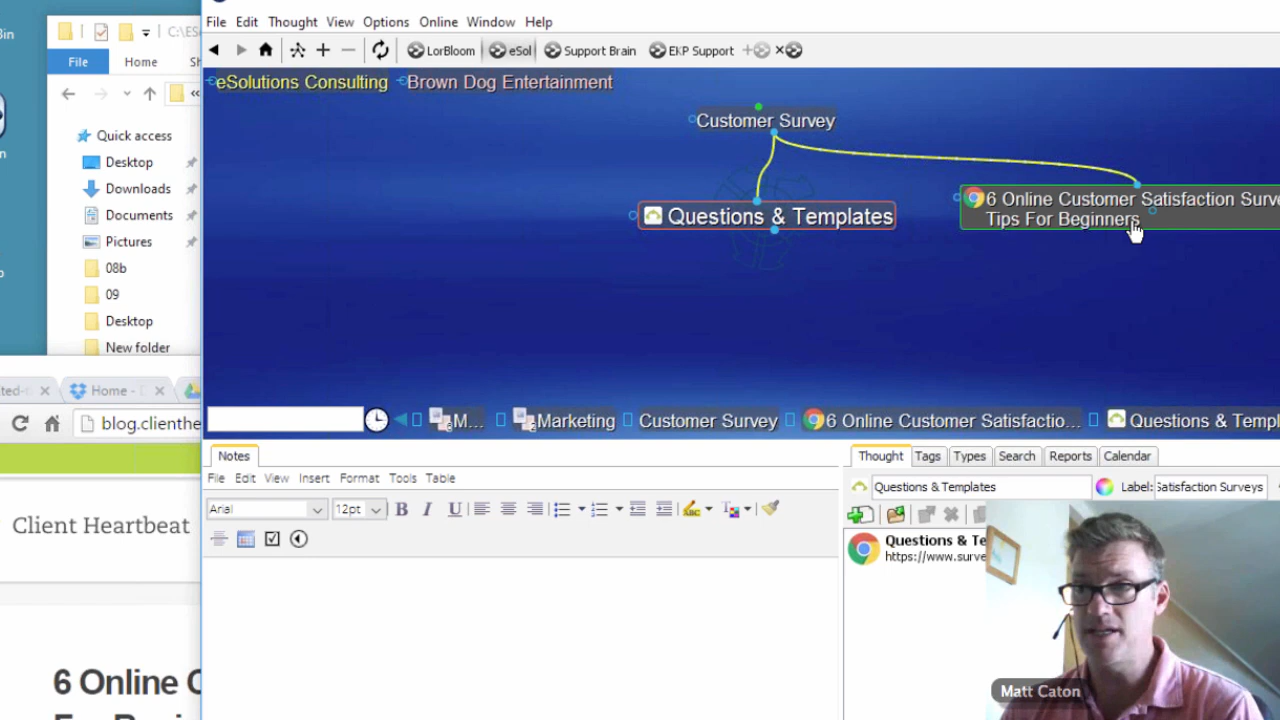 File Edit Thought View Options Online Window Help
LorBloom eSol Support Brain EKP Support
eSolutions Consulting Brown Dog Entertainment
Customer Survey
Questions & Templates
6 Online Customer Satisfaction Surve
Tips For Beginners
M... Marketing Customer Survey 6 Online Customer Satisfactio... Questions & Templ
Bin
C:\ES
File Home Sh
Quick access
Desktop
Downloads
Documents
Pictures
08b
09
Desktop
New folder
Home -
blog.clienthe
Client Heartbeat
6 Online C
Notes
File Edit View Insert Format Tools Table
Arial 12pt B I U
ABC T
Thought Tags Types Search Reports Calendar
Questions & Templates Label: Satisfaction Surveys
Questions & Te
https://www.surve
Matt Caton